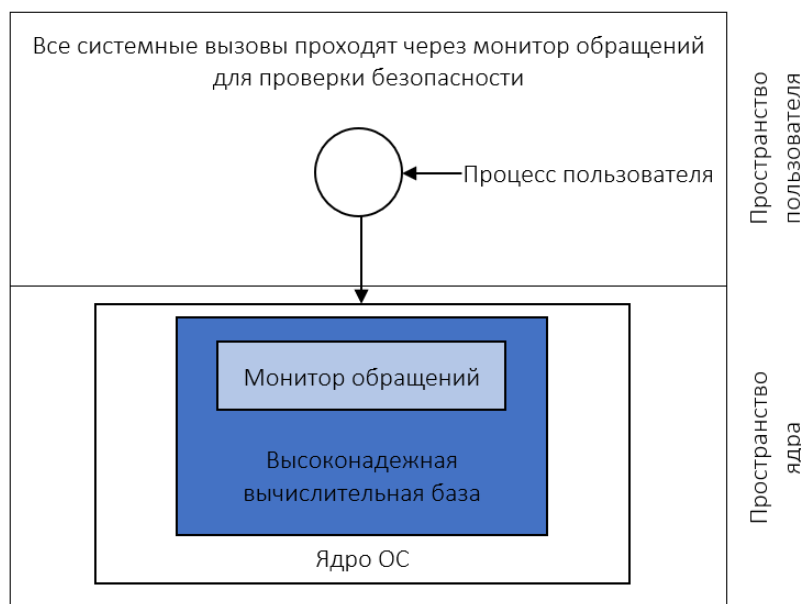 Все системные вызовы проходят через монитор обращений
для проверки безопасности
Процесс пользователя
Пространство
пользователя
Монитор обращений
Высоконадежная
вычислительная база
Ядро ОС
Пространство
ядра